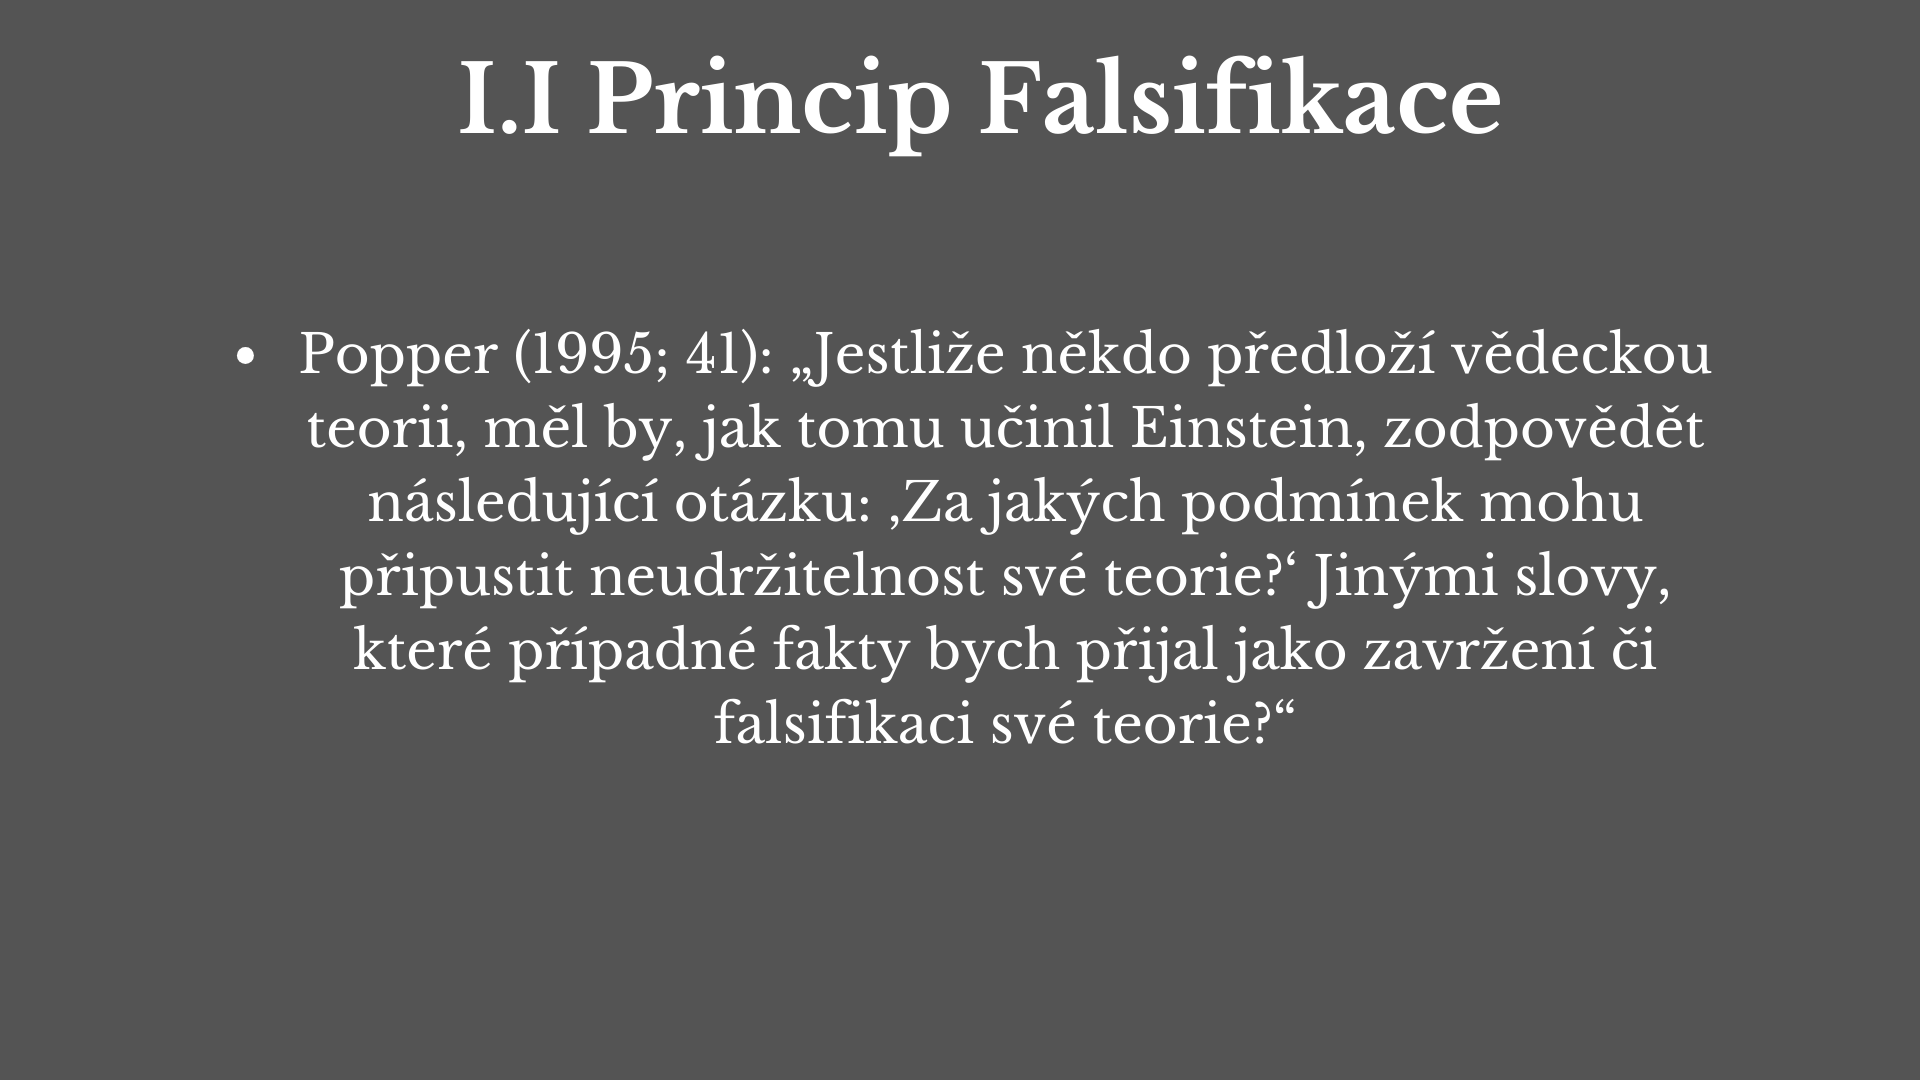 I.I Princip Falsifikace
• Popper (1995; 41): „Jestliže někdo předloží vědeckou
teorii, měl by, jak tomu učinil Einstein, zodpovědět
následující otázku: ‚Za jakých podmínek mohu
připustit neudržitelnost své teorie?‘ Jinými slovy,
které případné fakty bych přijal jako zavržení či
falsifikaci své teorie?“